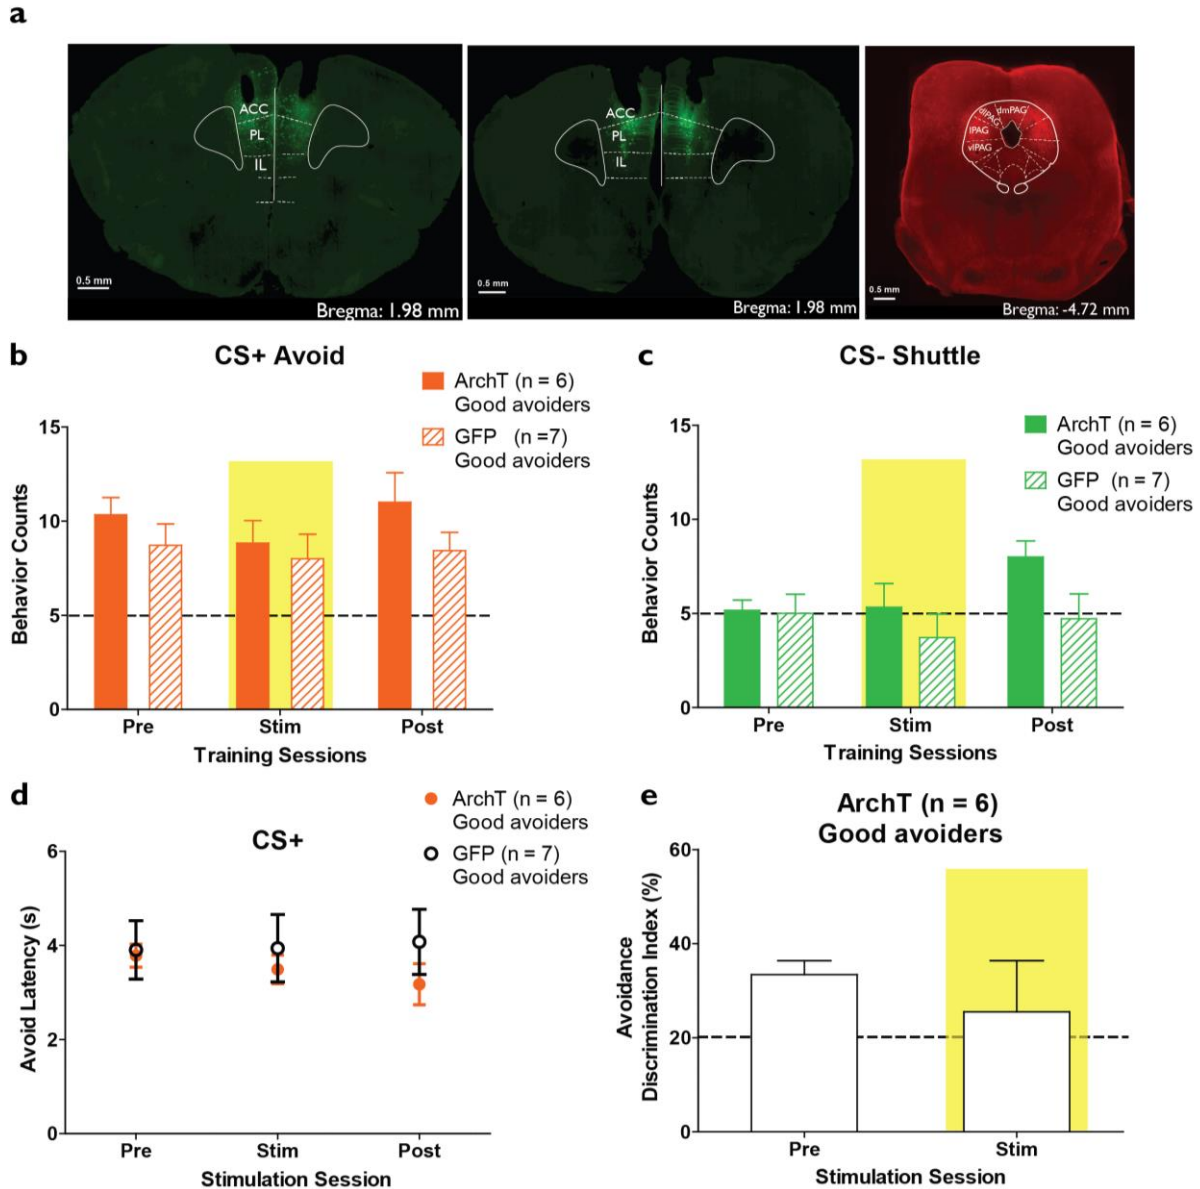 a
ACC
PL
IL
0.5 mm
Bregma: 1.98 mm
ACC
PL
IL
0.5 mm
Bregma: 1.98 mm
dmPAG
dlPAG
lPAG
vlPAG
0.5 mm
Bregma: -4.72 mm
b
CS+ Avoid
ArchT (n = 6)
Good avoiders
GFP (n =7)
Good avoiders
15
10
5
0
Behavior Counts
Pre
Stim
Post
Training Sessions
c
CS- Shuttle
ArchT (n = 6)
Good avoiders
GFP (n = 7)
Good avoiders
15
10
5
0
Behavior Counts
Pre
Stim
Post
Training Sessions
d
CS+
ArchT (n = 6)
Good avoiders
GFP (n = 7)
Good avoiders
6
4
2
0
Avoid Latency (s)
Pre
Stim
Post
Stimulation Session
e
ArchT (n = 6)
Good avoiders
60
40
20
0
Avoidance
Discrimination Index (%)
Pre
Stim
Stimulation Session